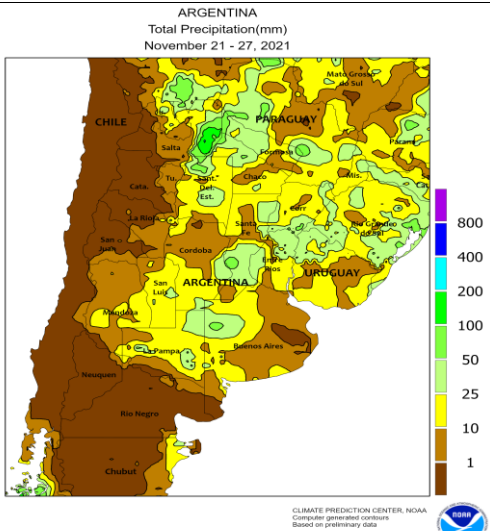 ARGENTINA
Total Precipitation(mm)
November 21 - 27, 2021
Mato Grosso
do Sul
CHILE
PARAGUAY
Salta
Formosa
Parana
Tu.
Sant.
Del.
Est.
Chaco
Mis.
Cata.
Corr
La Rioja
Santa
Fe
Rio Grande
do Sul
San
Juan
Cordoba
Entre
Rios
URUGUAY
San
Luis
ARGENTINA
Mendoza
La Pampa
Buenos Aires
Neuquen
Rio Negro
Chubut
800
400
200
100
50
25
10
1
CLIMATE PREDICTION CENTER, NOAA
Computer generated contours
Based on preliminary data
NOAA